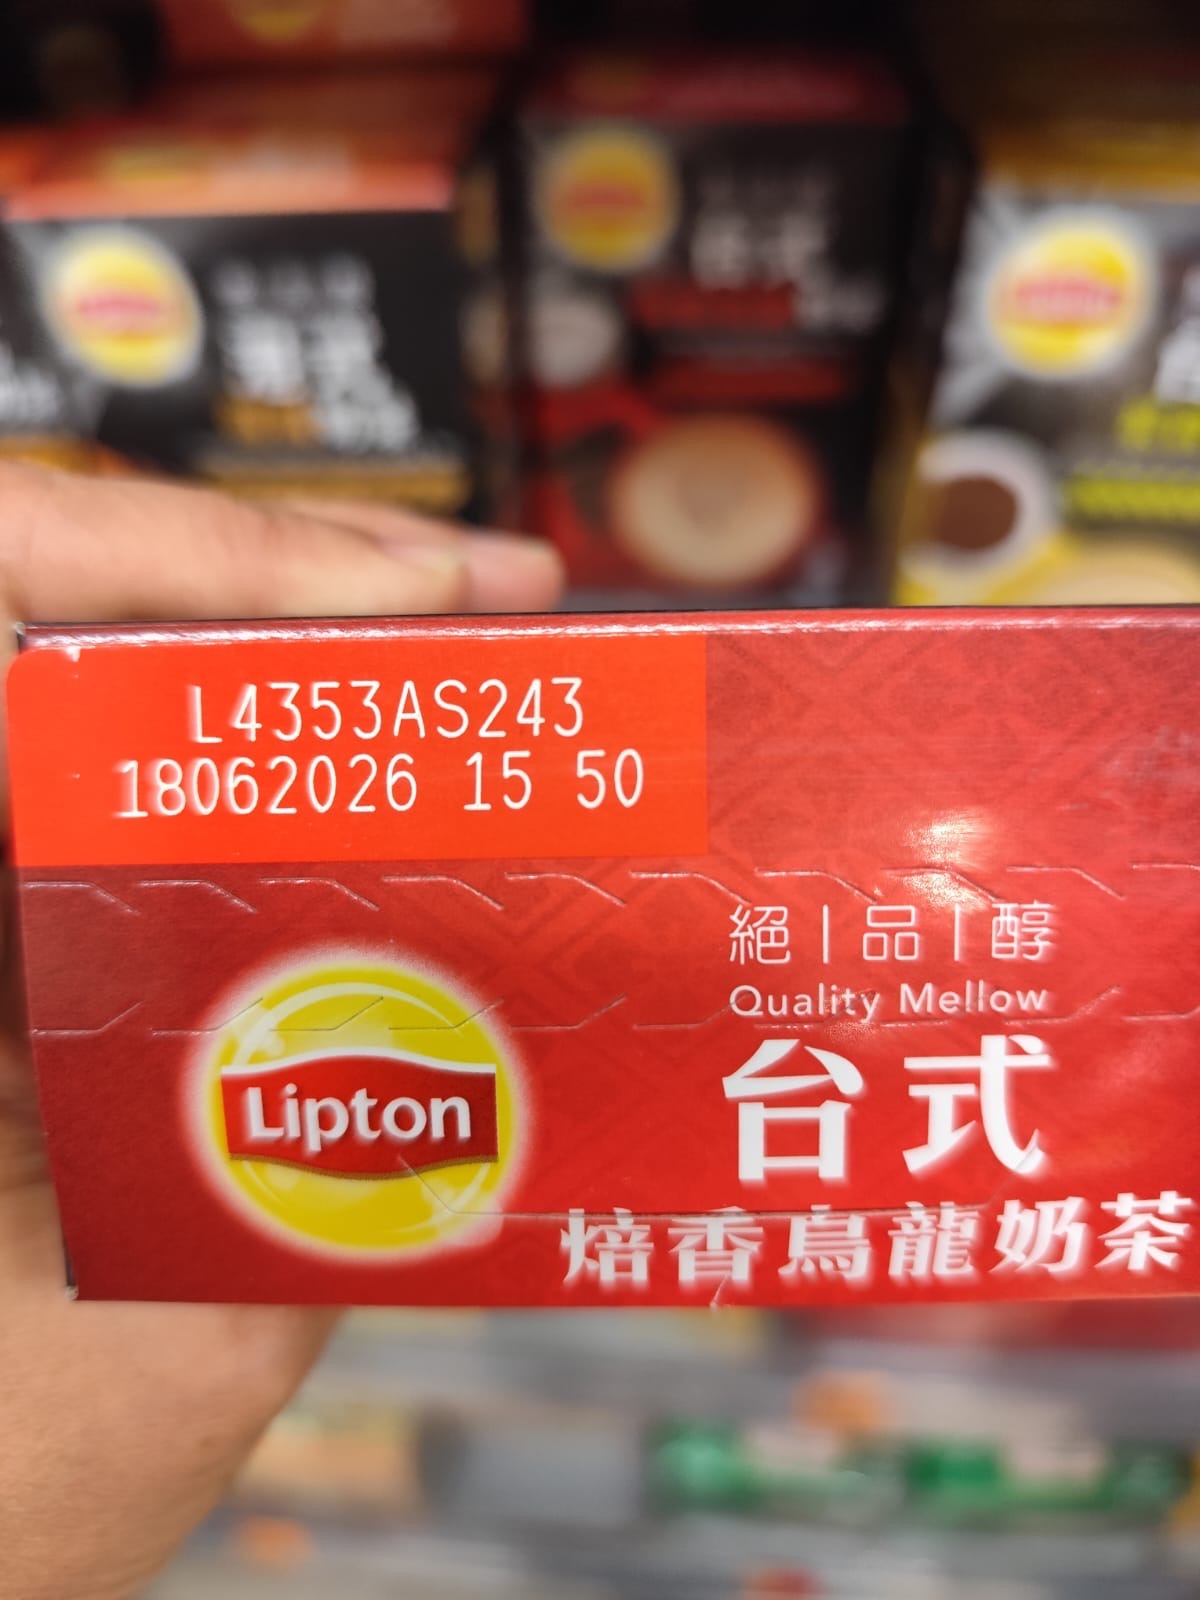 L4353AS243
18062026 15 50
絕|品|醇
Quality Mellow
Lipton
台式
焙香烏龍奶茶